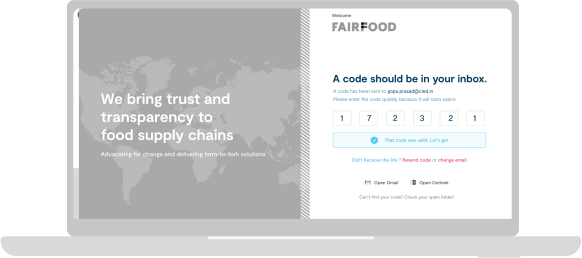 We bring trust and
transparency to
food supply chains
Advocating for change and delivering farm-to-fork solutions
Welcome
FAIRFOOD
A code should be in your inbox.
A code has been sent to gopu.prasad@cied.in
Please enter the code quickly because it will soon expire.
1 7 2 3 2 1
That code was valid. Let's go!
Did't Receive the link ? Resend code or change email
Open Gmail Open Outlook
Can't find your code? Check your spam folder!